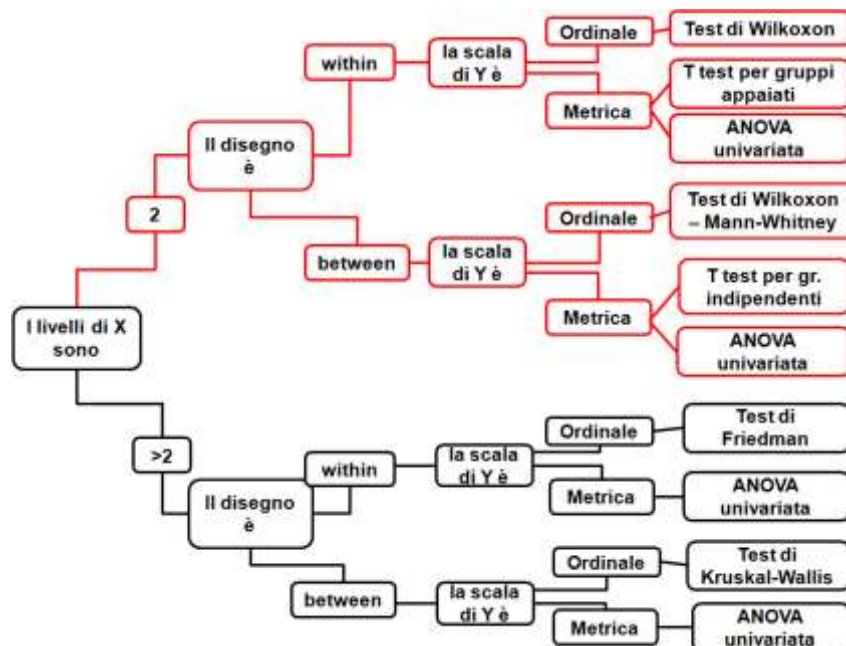 Ordinale
Test di Wilkoxon
within
la scala
di Y è
T test per gruppi
appaiati
Metrica
ANOVA
univariata
Il disegno
è
2
Ordinale
Test di Wilkoxon
– Mann-Whitney
between
la scala
di Y è
T test per gr.
indipendenti
Metrica
ANOVA
univariata
I livelli di X
sono
>2
Ordinale
Test di
Friedman
within
la scala
di Y è
Metrica
ANOVA
univariata
Il disegno
è
Ordinale
Test di
Kruskal-Wallis
between
la scala
di Y è
Metrica
ANOVA
univariata